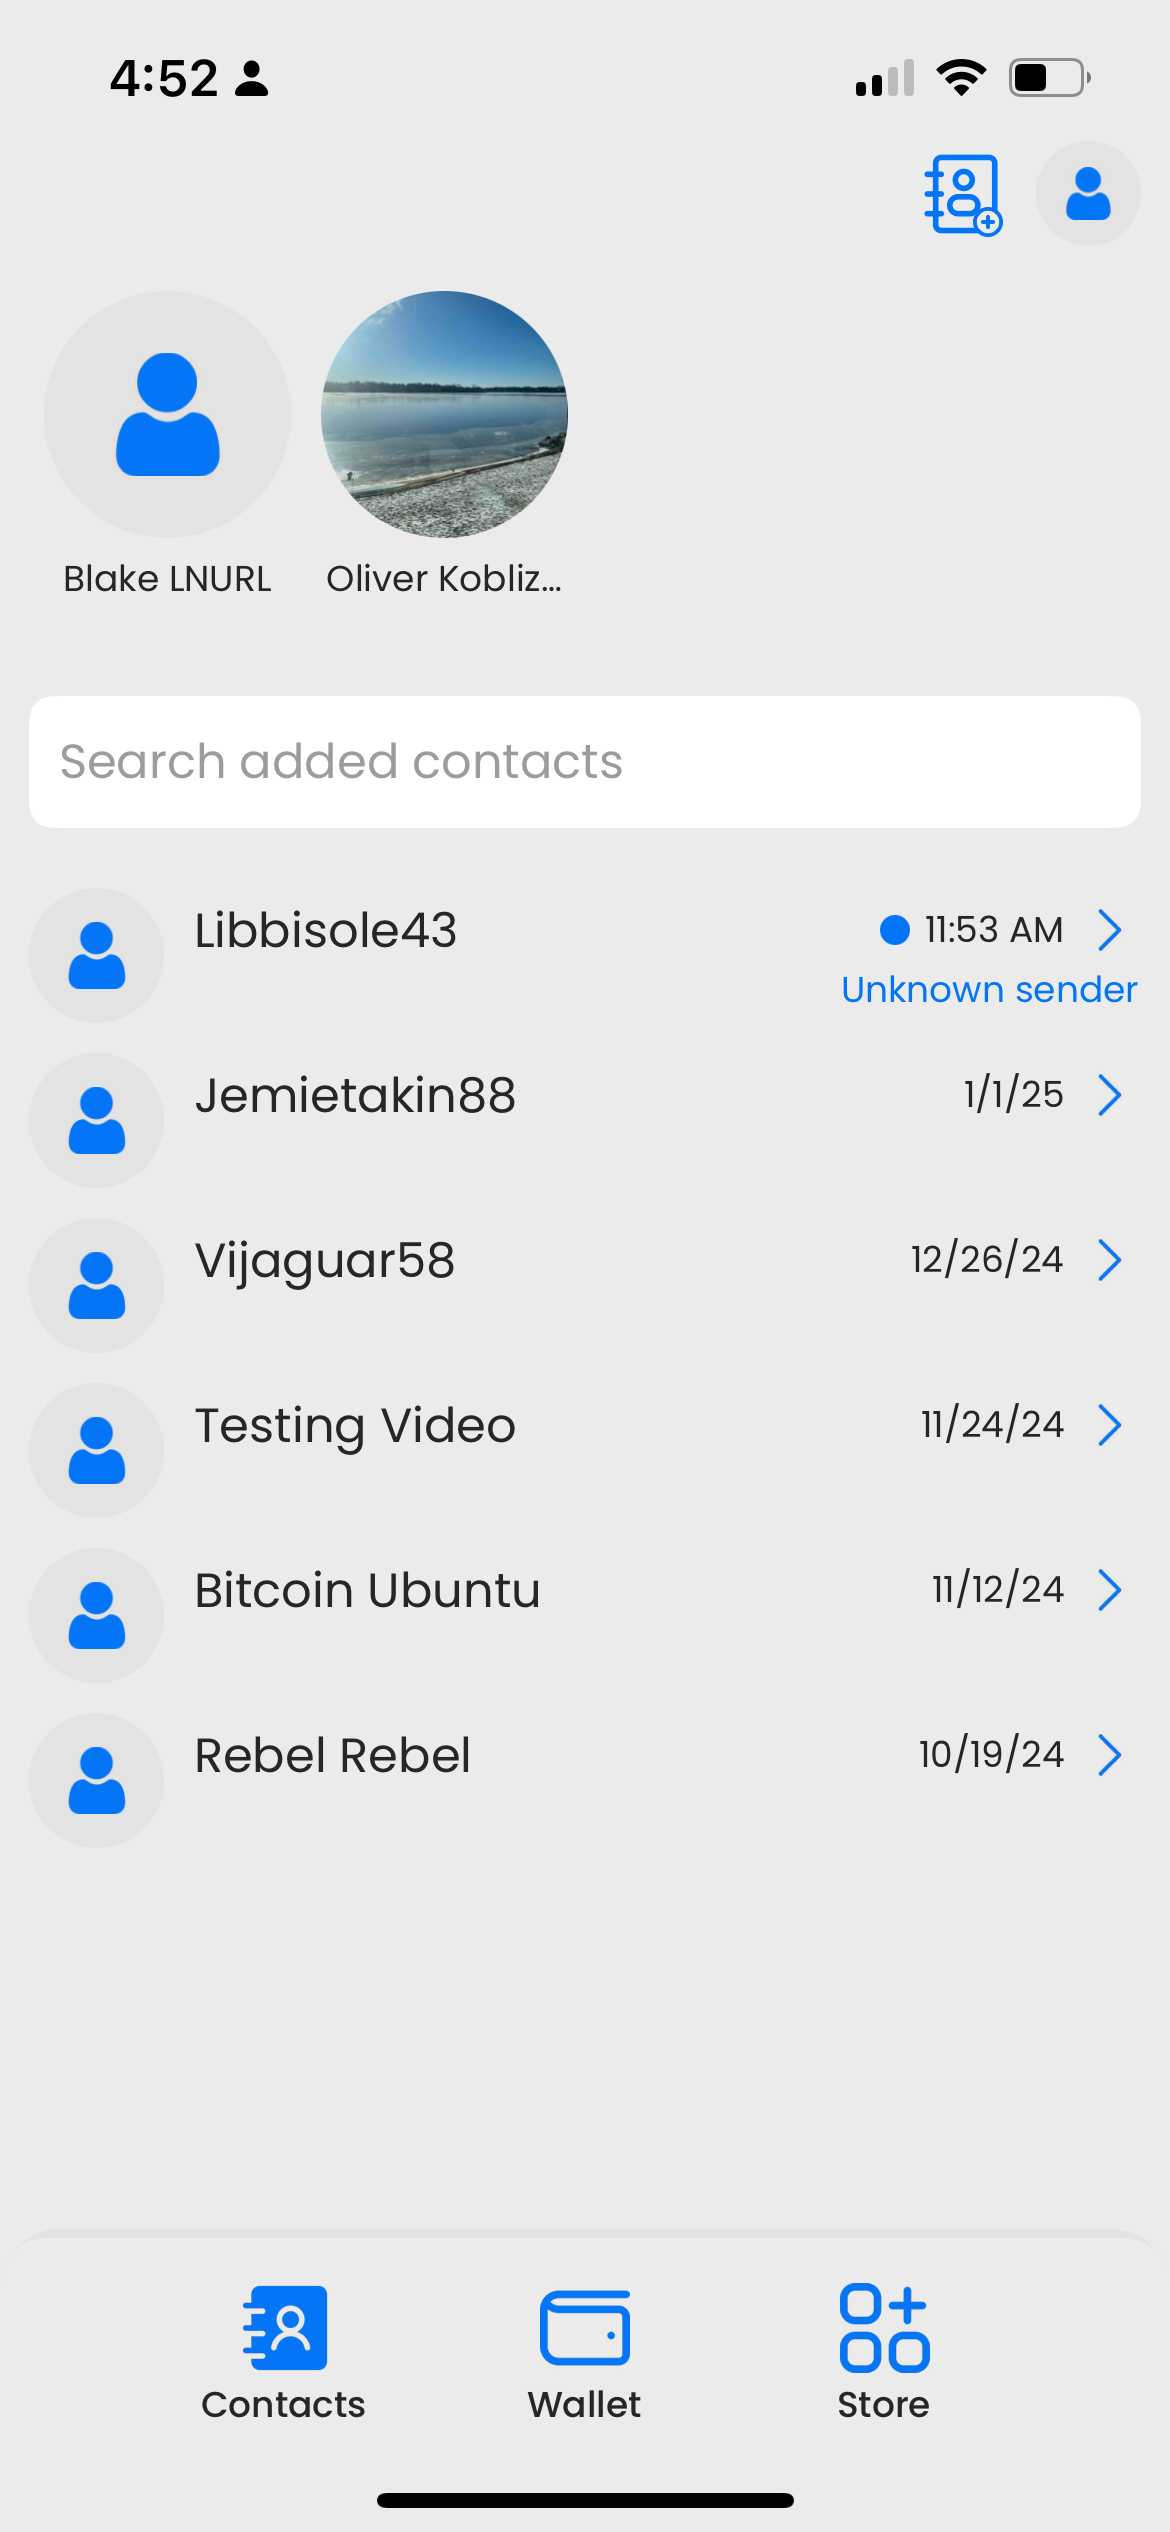 4:52
Blake LNURL
Oliver Kobliz...
Search added contacts
Libbisole43
11:53 AM
Unknown sender
Jemietakin88
1/1/25
Vijaguar58
12/26/24
Testing Video
11/24/24
Bitcoin Ubuntu
11/12/24
Rebel Rebel
10/19/24
Contacts
Wallet
Store